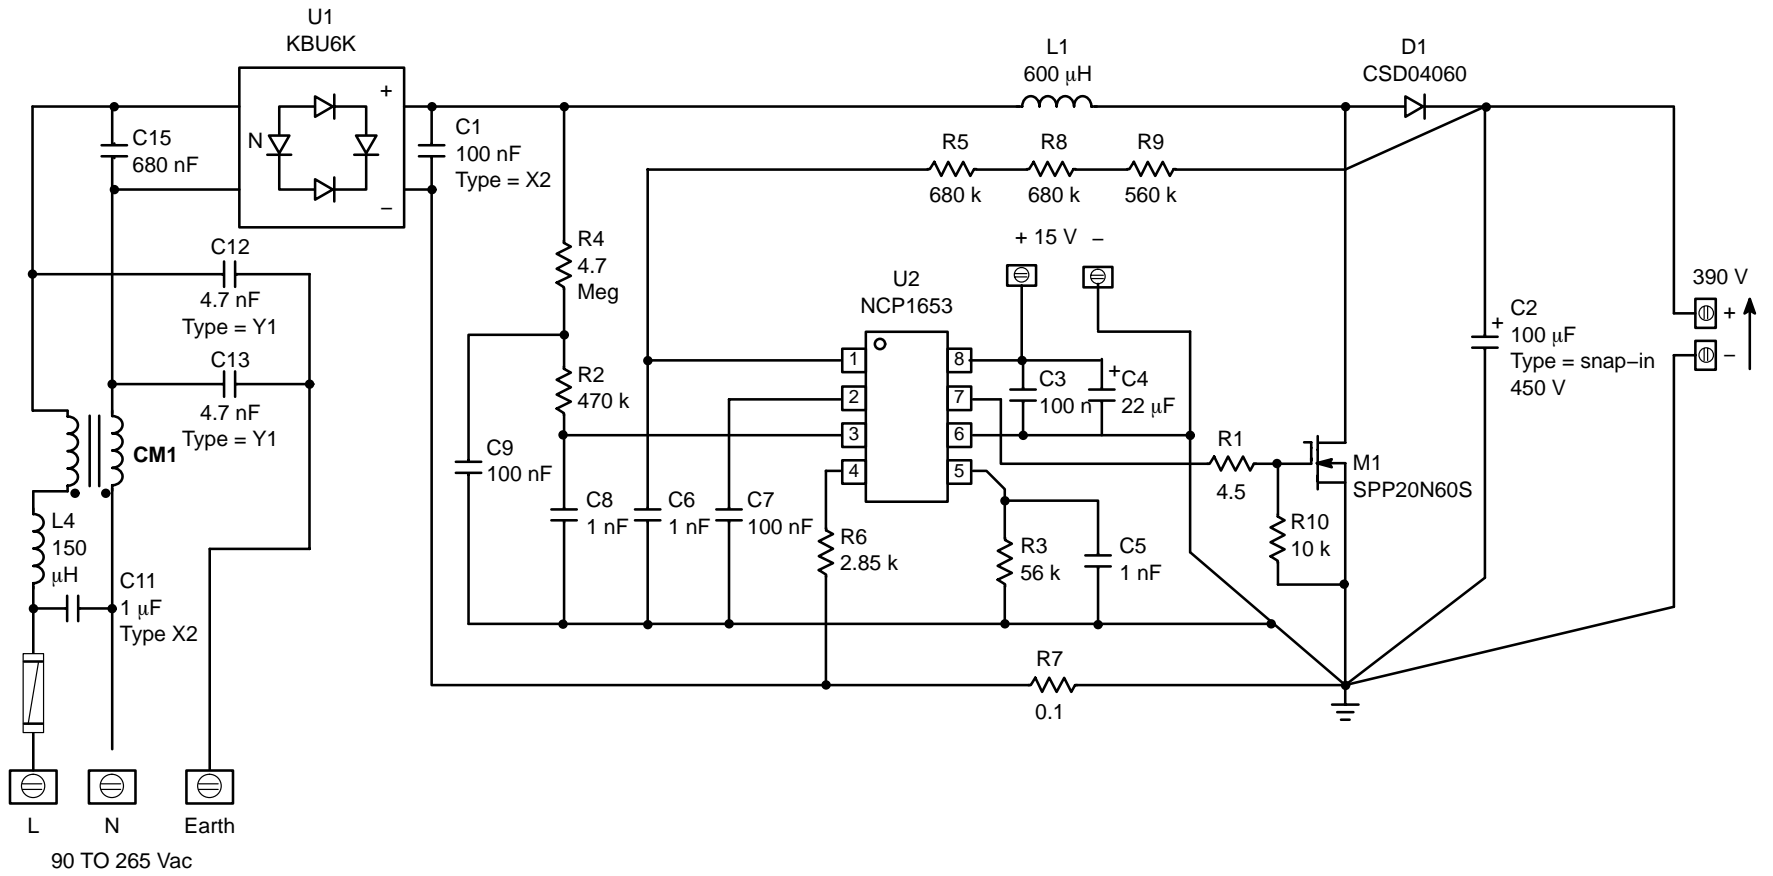 U1
KBU6K
+
N
−
C15
680 nF
C1
100 nF
Type = X2
L1
600 μH
D1
CSD04060
R5
680 k
R8
680 k
R9
560 k
C12
4.7 nF
Type = Y1
C13
4.7 nF
Type = Y1
R4
4.7
Meg
+ 15 V −
U2
NCP1653
1
2
3
4
8
7
6
5
R2
470 k
C3
100 n
+
C4
22 μF
390 V
+
−
+
C2
100 μF
Type = snap−in
450 V
CM1
C9
100 nF
R1
4.5
M1
SPP20N60S
L4
150
μH
C8
1 nF
C6
1 nF
C7
100 nF
R6
2.85 k
R3
56 k
C5
1 nF
R10
10 k
C11
1 μF
Type X2
R7
0.1
L
N
Earth
90 TO 265 Vac